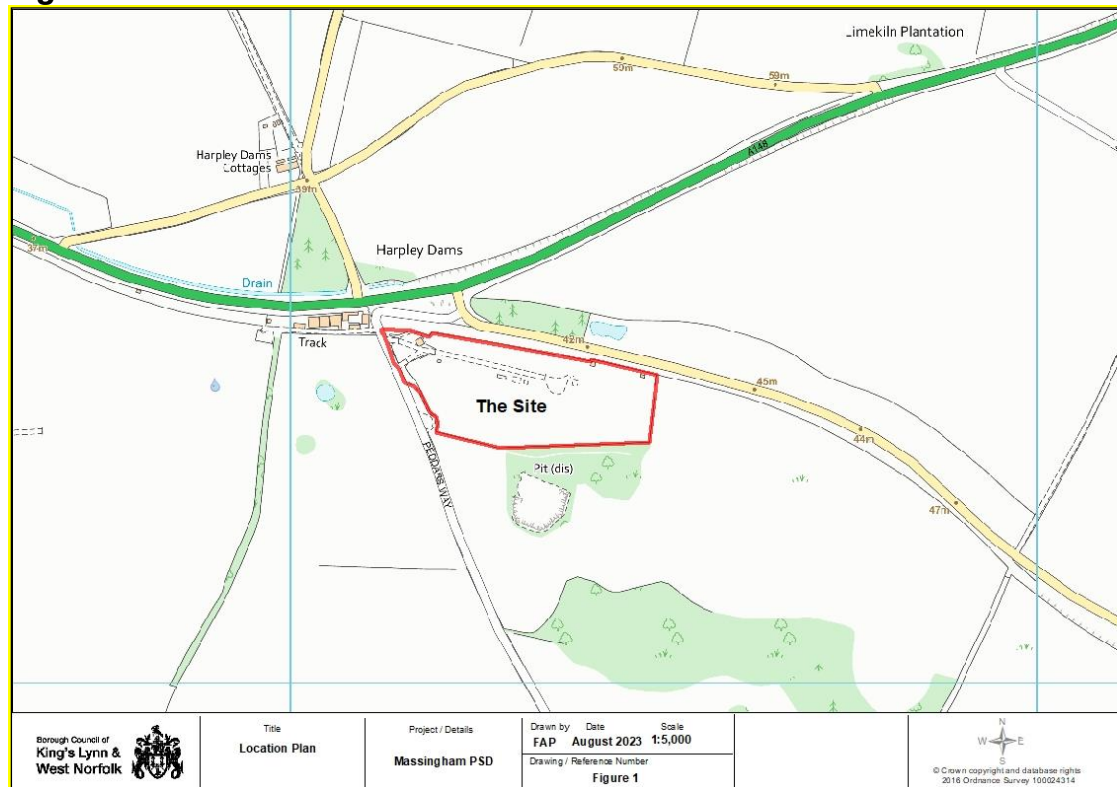 Limekiln Plantation
50m
59m
A148
Harpley Dams
Cottages
39m
37m
Harpley Dams
Drain
Track
42m
45m
44m
47m
The Site
PEDDARS WAY
Pit (dis)
Borough Council of
King's Lynn &
West Norfolk
Title
Location Plan
Project / Details
Massingham PSD
Drawn by Date Scale
FAP August 2023 1:5,000
Drawing / Reference Number
Figure 1
N
W E
S
© Crown copyright and database rights
2016 Ordnance Survey 100024314